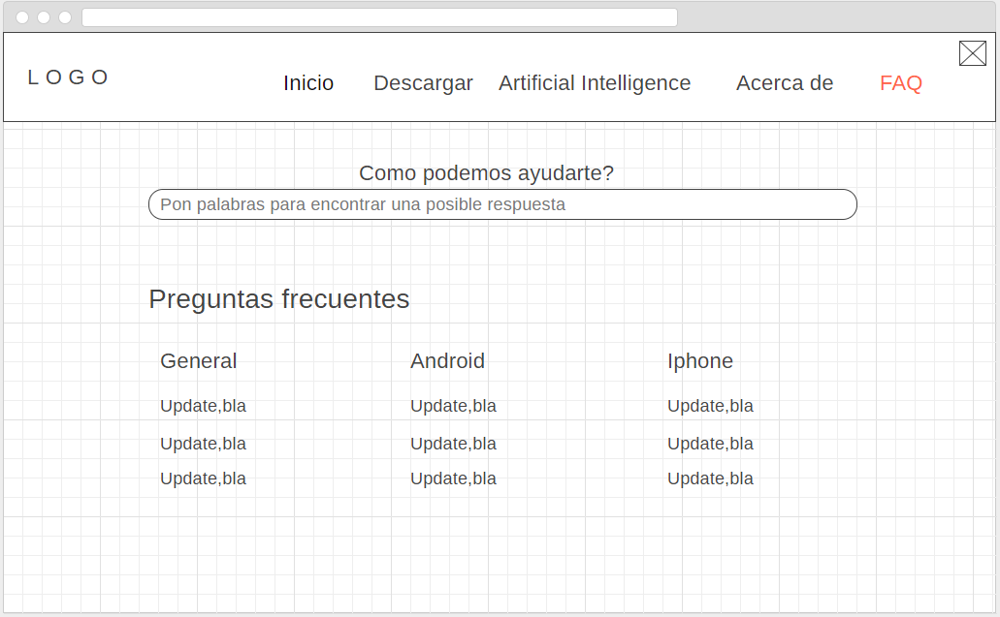 LOGO
Inicio Descargar Artificial Intelligence Acerca de FAQ
Como podemos ayudarte?
Pon palabras para encontrar una posible respuesta
Preguntas frecuentes
General Android Iphone
Update,bla Update,bla Update,bla
Update,bla Update,bla Update,bla
Update,bla Update,bla Update,bla